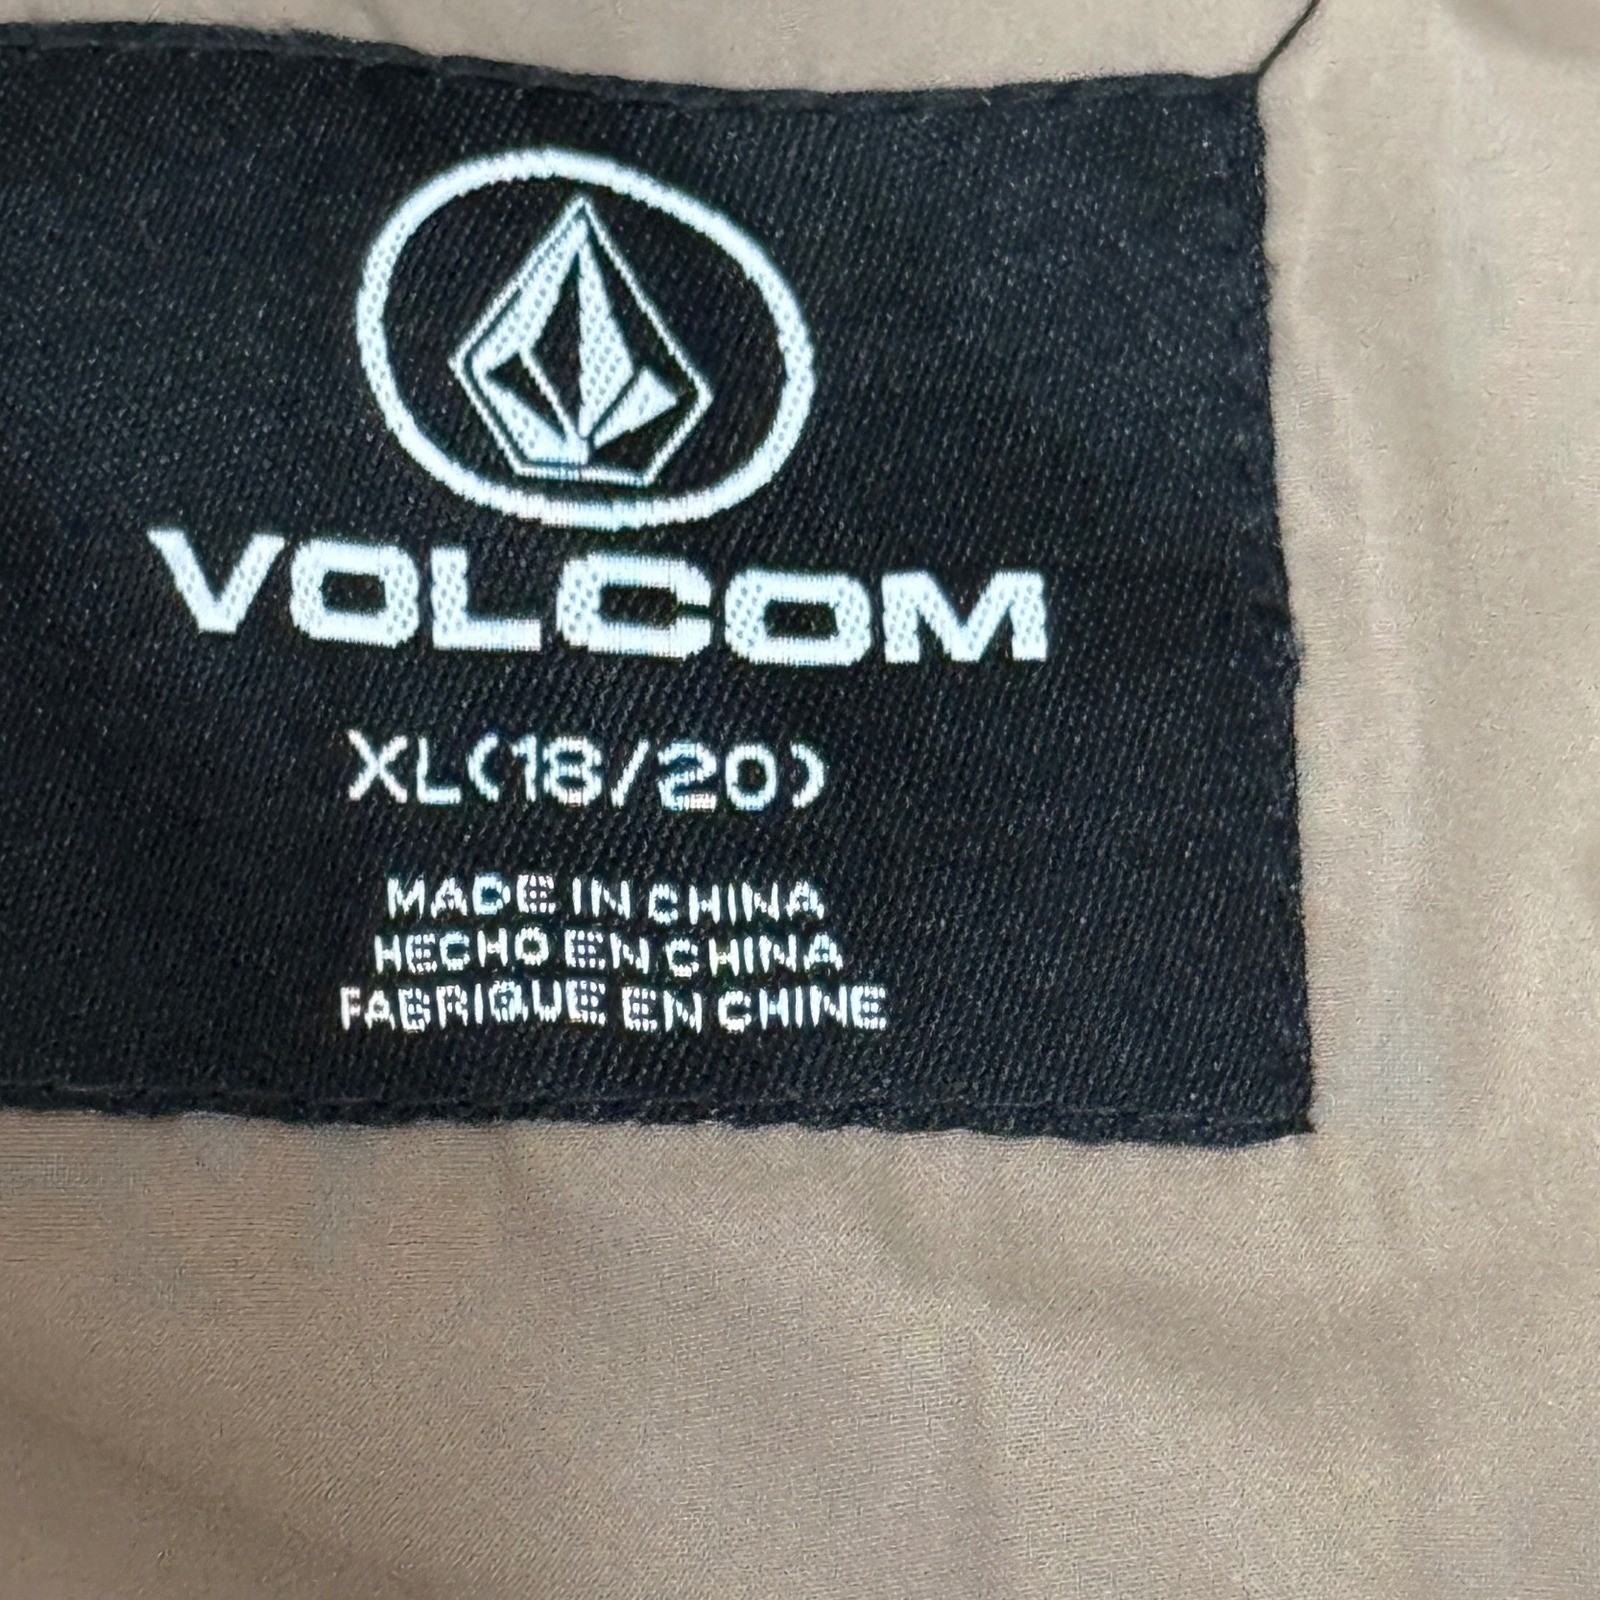 VOLCOM
XL(18/20)
MADE IN CHINA
HECHO EN CHINA
FABRIQUE EN CHINE